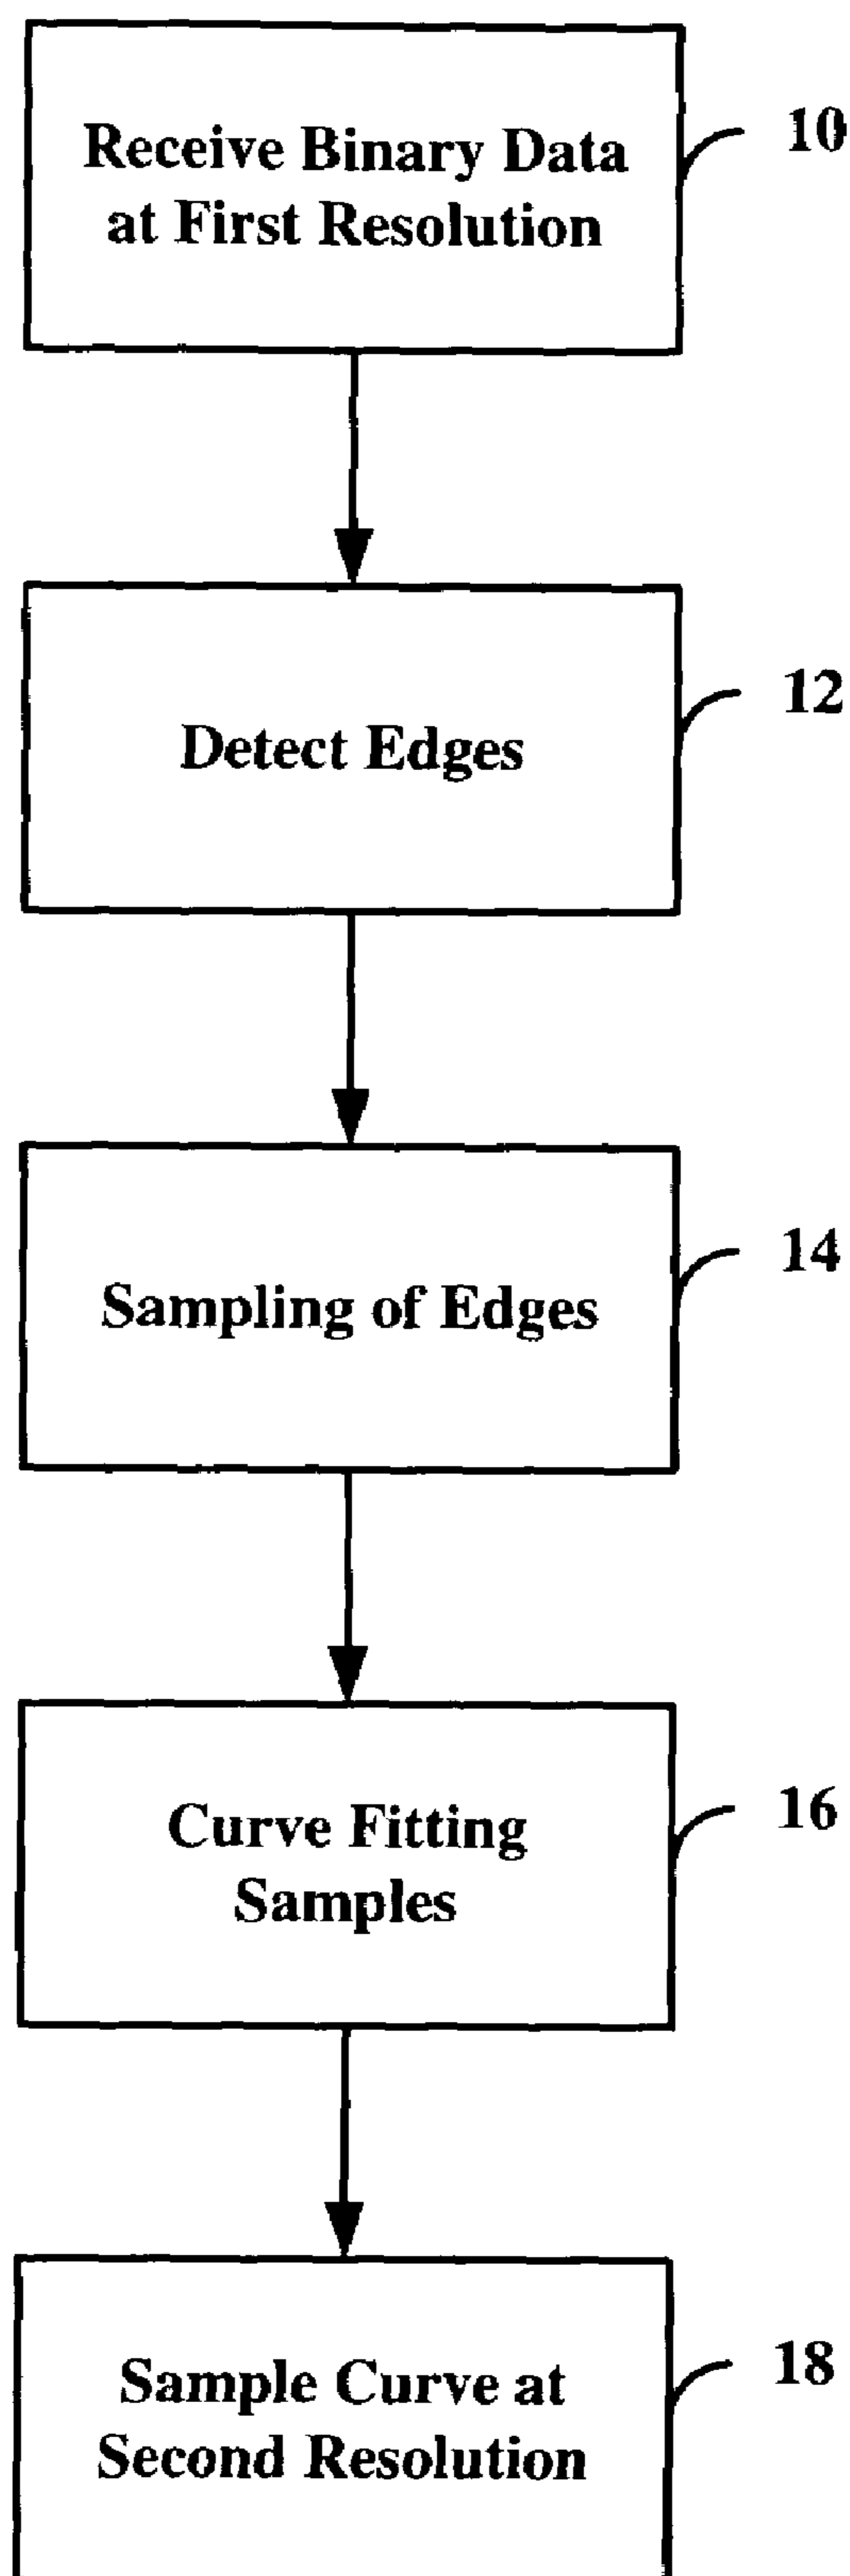 Receive Binary Data
at First Resolution
10
Detect Edges
12
Sampling of Edges
14
Curve Fitting
Samples
16
Sample Curve at
Second Resolution
18